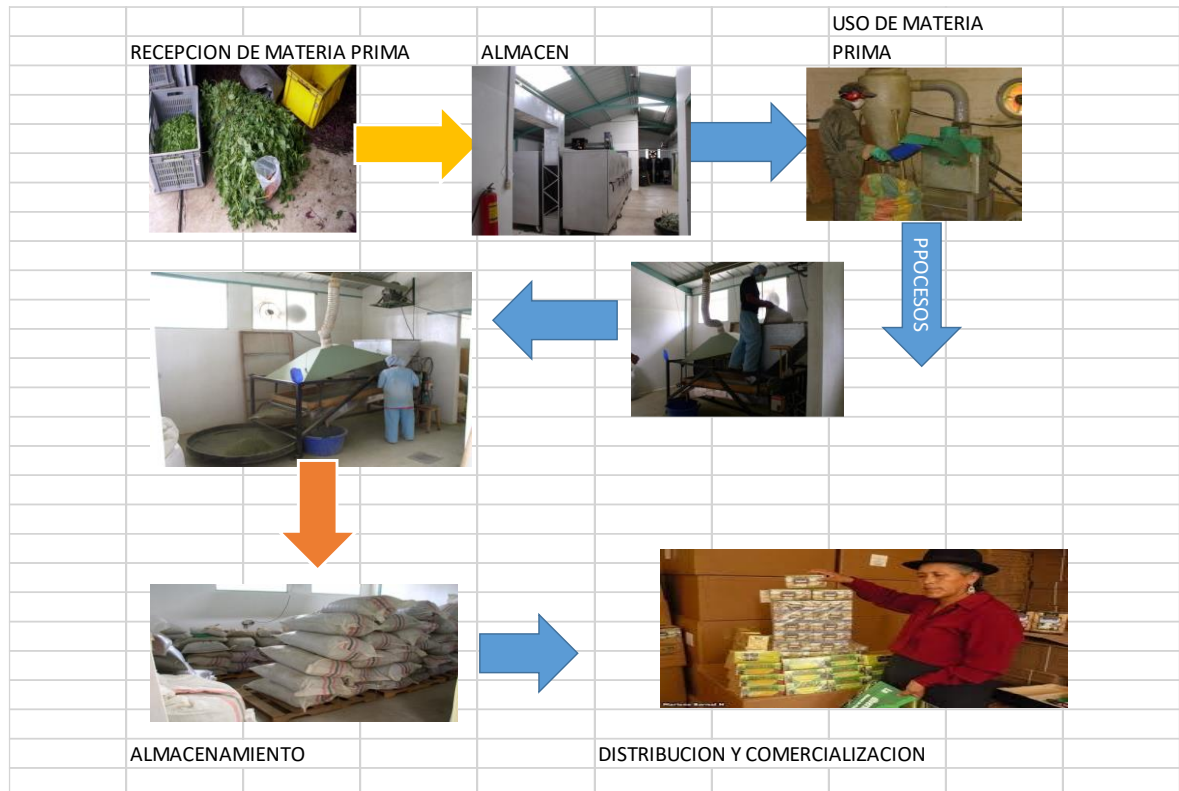 USO DE MATERIA
RECEPCION DE MATERIA PRIMA
ALMACEN
PRIMA
PPOCESOS
ALMACENAMIENTO
DISTRIBUCION Y COMERCIALIZACION